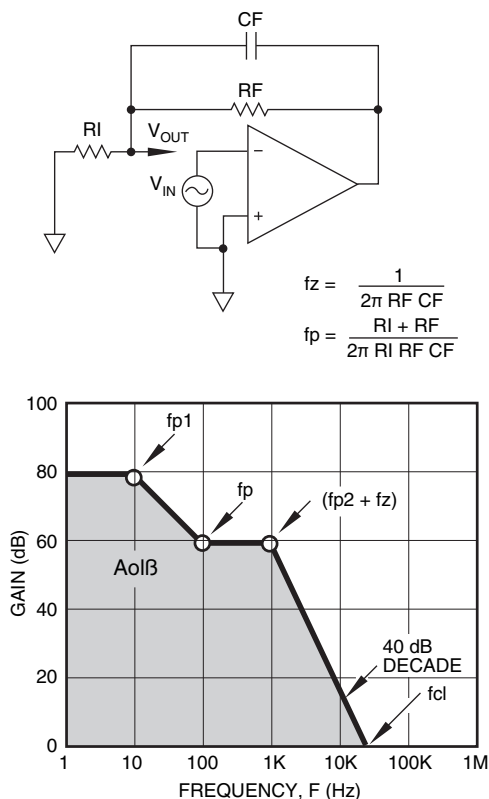 CF
RF
RI
VOUT
VIN
−
+
fz = 1 / 2π RF CF
fp = RI + RF / 2π RI RF CF
100
80
60
40
20
0
GAIN (dB)
fp1
fp
(fp2 + fz)
Aolß
40 dB
DECADE
fcl
1 10 100 1K 10K 100K 1M
FREQUENCY, F (Hz)